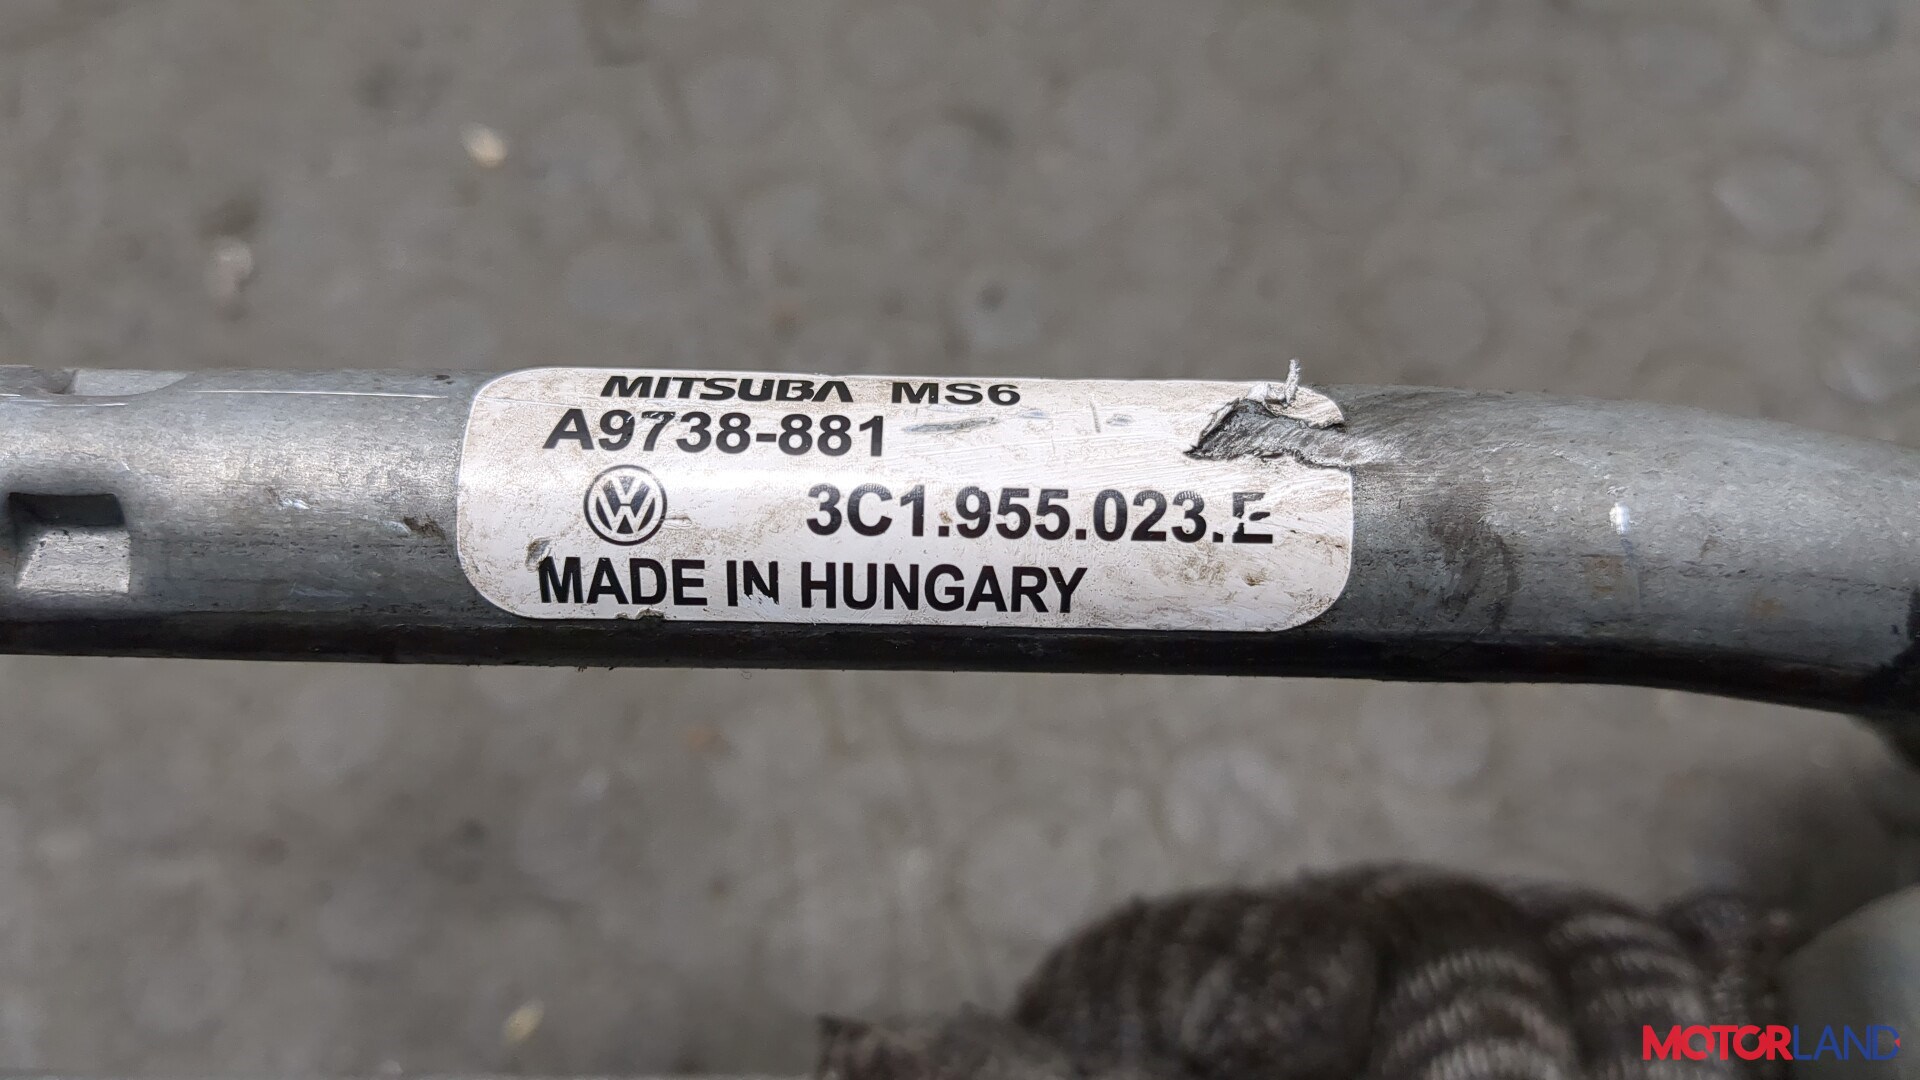 MITSUBA MS6
A9738-881
3C1.955.023.E
MADE IN HUNGARY
MOTORLAND